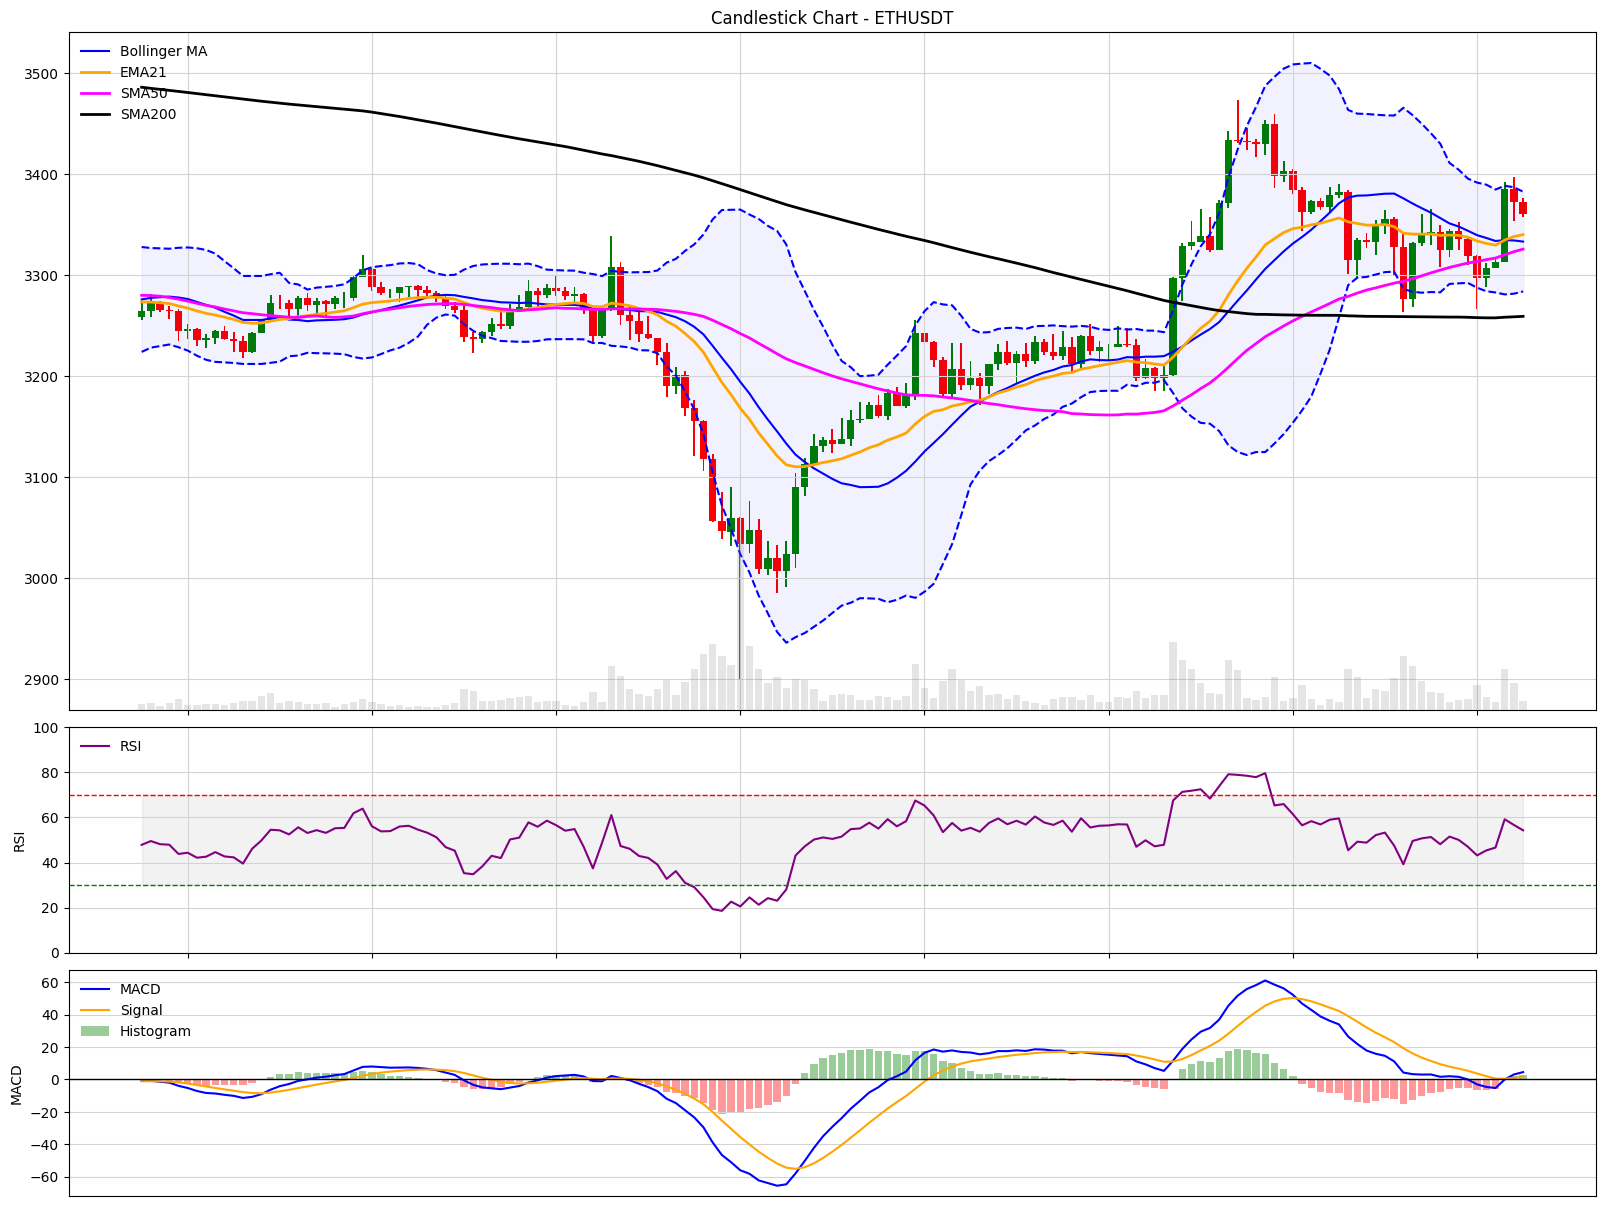 Candlestick Chart - ETHUSDT
Bollinger MA
EMA21
SMA50
SMA200
3500
3400
3300
3200
3100
3000
2900
RSI
100
80
60
40
20
0
RSI
MACD
Signal
Histogram
60
40
20
0
−20
−40
−60
MACD